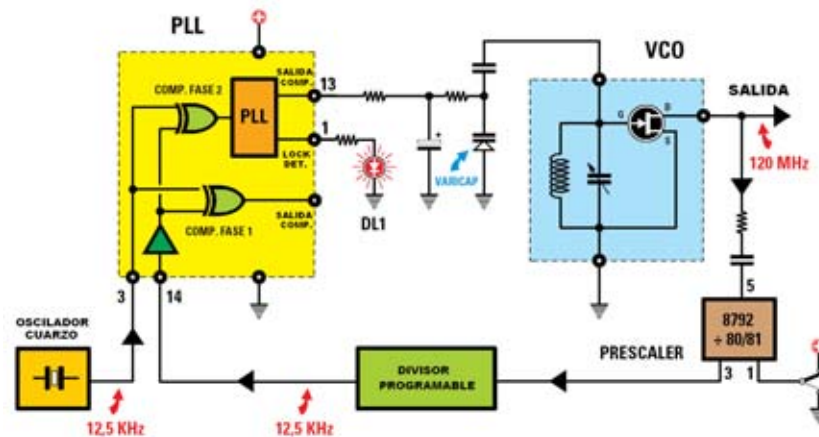 PLL
VCO
COMP. FASE 2
PLL
SALIDA
COMP.
13
1
LOCK
DET.
SALIDA
COMP.
COMP. FASE 1
3
14
DL1
+
VARICAP
G
D
S
SALIDA
120 MHz
5
8792
÷ 80/81
PRESCALER
3
1
OSCILADOR
CUARZO
12,5 KHz
12,5 KHz
DIVISOR
PROGRAMABLE